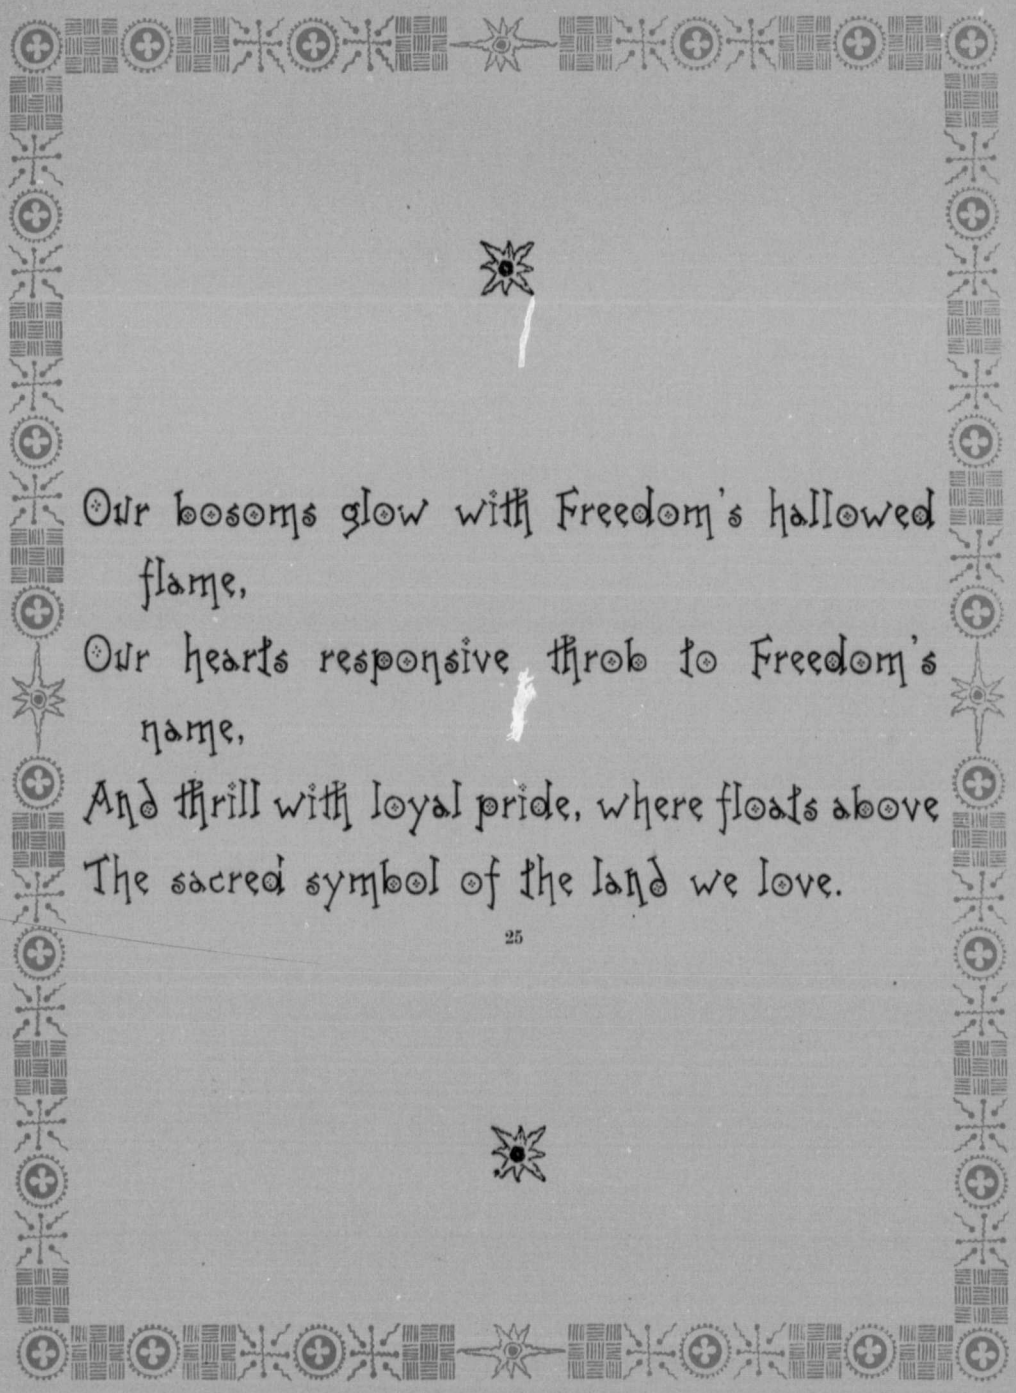 Our bosoms glow with Freedom's hallowed
flame,
Our hearts responsive throb to Freedom's
name,
And thrill with loyal pride, where floats above
The sacred symbol of the land we love.
25